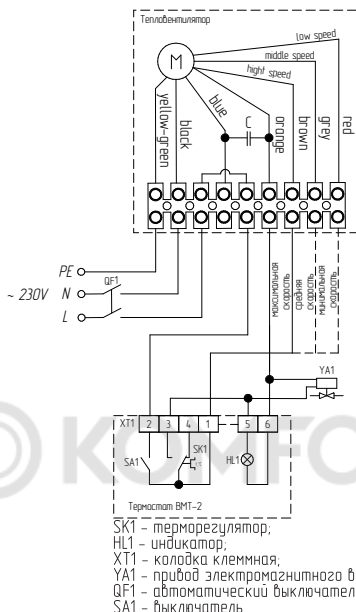 Тепловентилятор
low speed
middle speed
hight speed
M
yellow-green
black
blue
C
orange
brown
grey
red
PE
QF1
~ 230V
N
L
максимальная скорость
средняя скорость
минимальная скорость
YA1
XT1
2
3
4
1
5
6
SA1
SK1
HL1
Термостат ВМТ-2
KOMFO
SK1 - терморегулятор;
HL1 - индикатор;
XT1 - колодка клеммная;
YA1 - привод электромагнитного в
QF1 - автоматический выключател
SA1 - выключатель